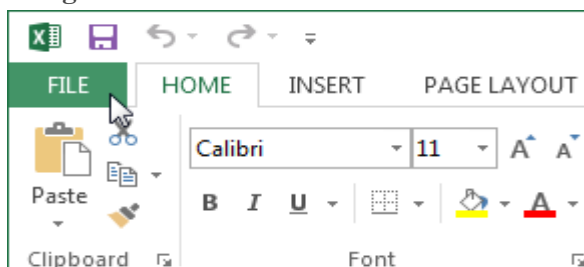 FILE HOME INSERT PAGE LAYOUT
Calibri 11 A A
Paste
B I U A
Clipboard Font